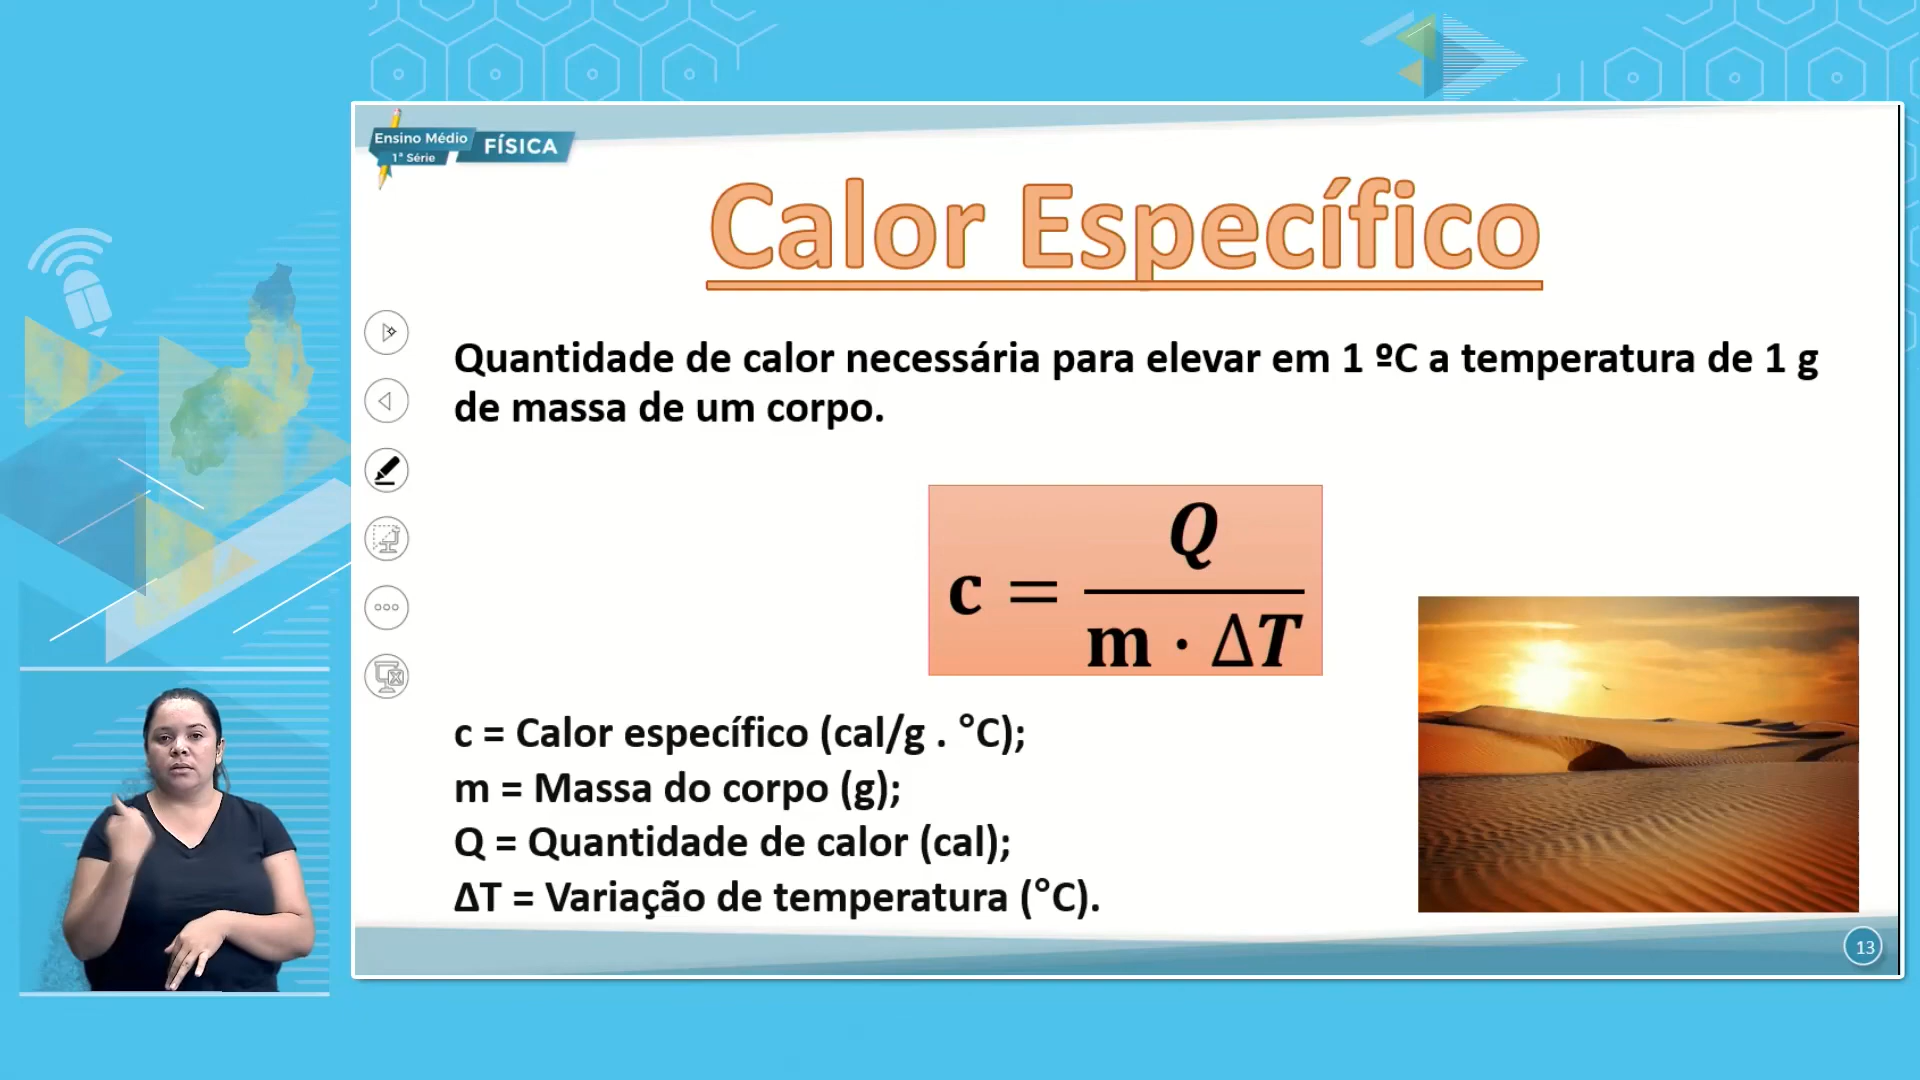 Ensino Médio
1ª Série
FÍSICA
Calor Específico
Quantidade de calor necessária para elevar em 1 ºC a temperatura de 1 g
de massa de um corpo.
c = Q / m · ΔT
c = Calor específico (cal/g . °C);
m = Massa do corpo (g);
Q = Quantidade de calor (cal);
ΔT = Variação de temperatura (°C).
13